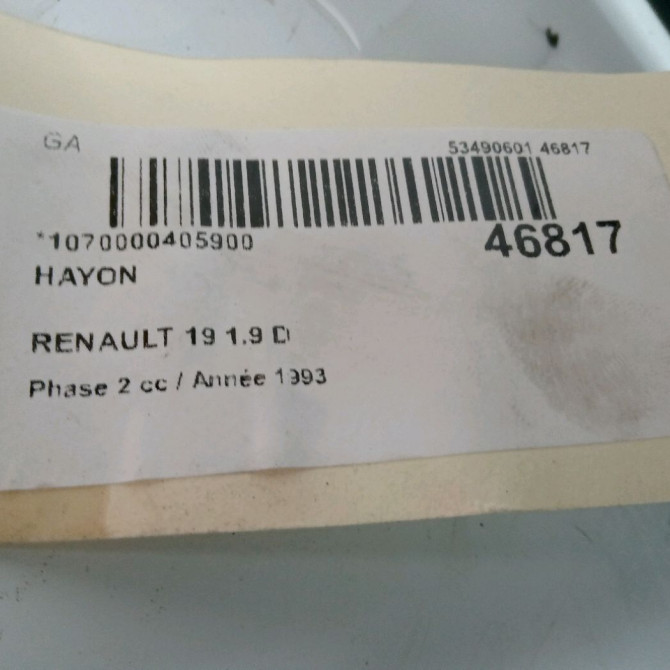 GA
53490601 46817
*1070000405900
46817
HAYON
RENAULT 19 1.9 D
Phase 2 cc / Année 1993